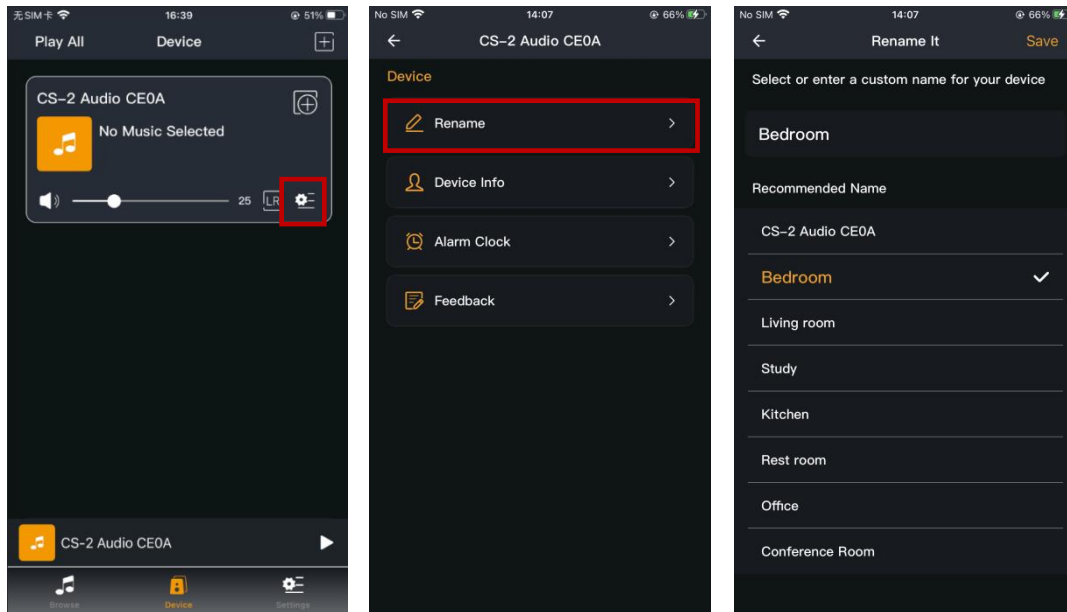 无SIM卡 16:39 51%
Play All Device
CS-2 Audio CE0A
No Music Selected
25 LR
CS-2 Audio CE0A
Browse Device Settings
No SIM 14:07 66%
CS-2 Audio CE0A
Device
Rename
Device Info
Alarm Clock
Feedback
No SIM 14:07 66%
Rename It Save
Select or enter a custom name for your device
Bedroom
Recommended Name
CS-2 Audio CE0A
Bedroom
Living room
Study
Kitchen
Rest room
Office
Conference Room